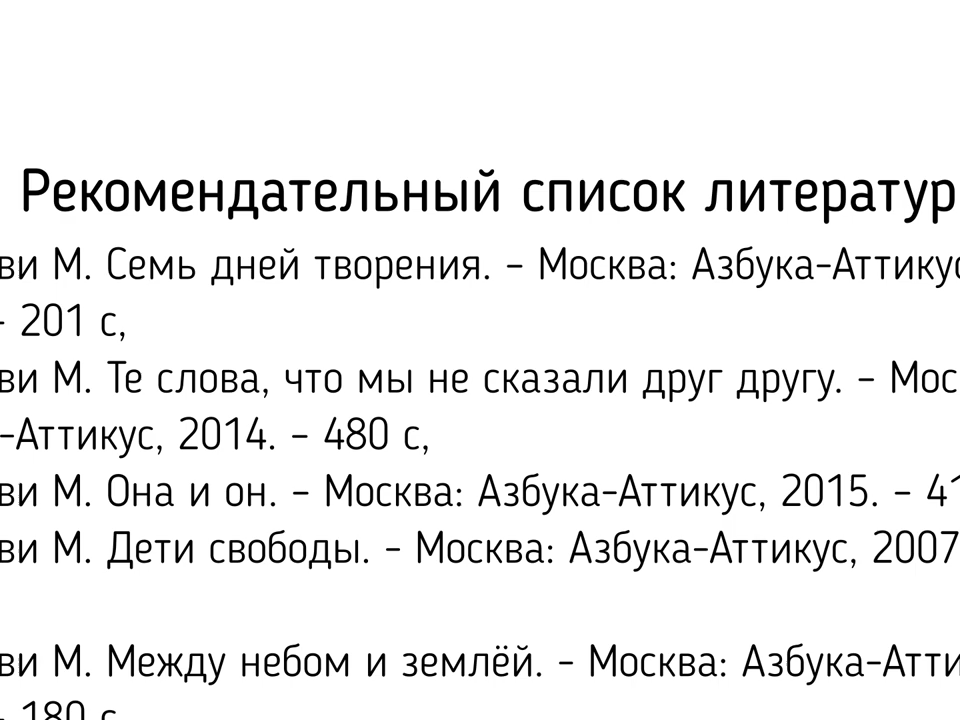 Рекомендательный список литератур
ви М. Семь дней творения. – Москва: Азбука-Аттикус
- 201 с,
ви М. Те слова, что мы не сказали друг другу. – Мос
-Аттикус, 2014. – 480 с,
ви М. Она и он. – Москва: Азбука-Аттикус, 2015. – 41
ви М. Дети свободы. – Москва: Азбука-Аттикус, 2007
ви М. Между небом и землёй. – Москва: Азбука-Атти
- 180 с